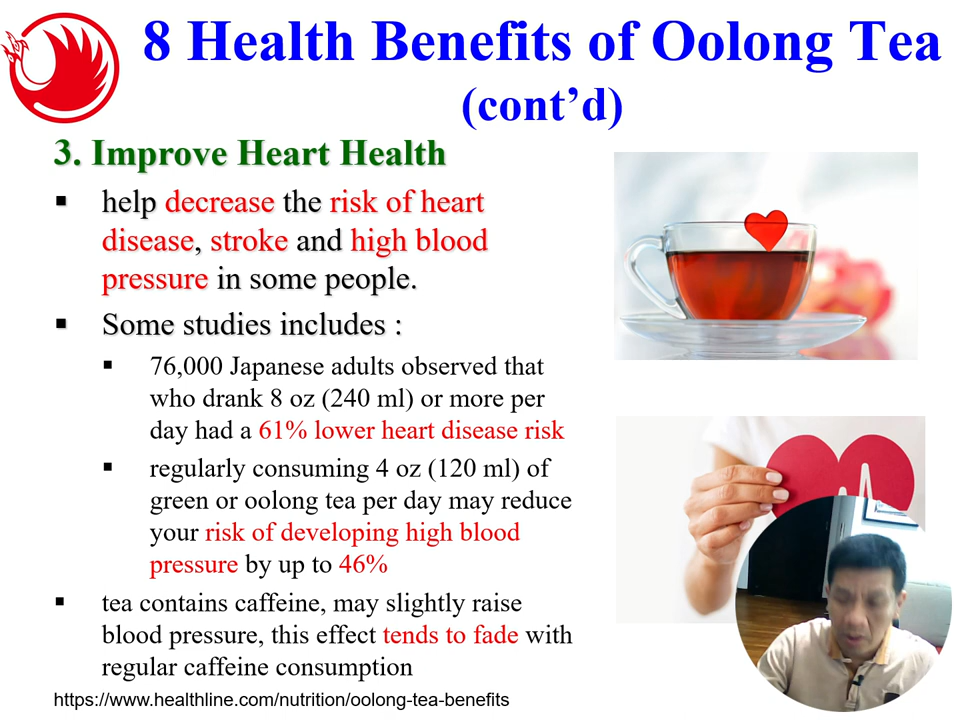 8 Health Benefits of Oolong Tea
(cont’d)
3. Improve Heart Health
▪ help decrease the risk of heart
disease, stroke and high blood
pressure in some people.
▪ Some studies includes :
▪ 76,000 Japanese adults observed that
who drank 8 oz (240 ml) or more per
day had a 61% lower heart disease risk
▪ regularly consuming 4 oz (120 ml) of
green or oolong tea per day may reduce
your risk of developing high blood
pressure by up to 46%
▪ tea contains caffeine, may slightly raise
blood pressure, this effect tends to fade with
regular caffeine consumption
https://www.healthline.com/nutrition/oolong-tea-benefits